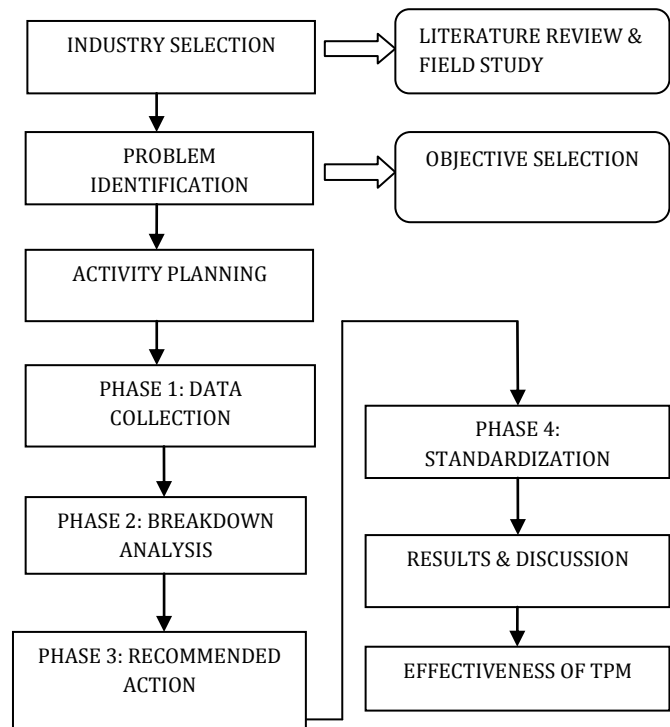 INDUSTRY SELECTION
LITERATURE REVIEW &
FIELD STUDY
PROBLEM
IDENTIFICATION
OBJECTIVE SELECTION
ACTIVITY PLANNING
PHASE 1: DATA
COLLECTION
PHASE 2: BREAKDOWN
ANALYSIS
PHASE 3: RECOMMENDED
ACTION
PHASE 4:
STANDARDIZATION
RESULTS & DISCUSSION
EFFECTIVENESS OF TPM